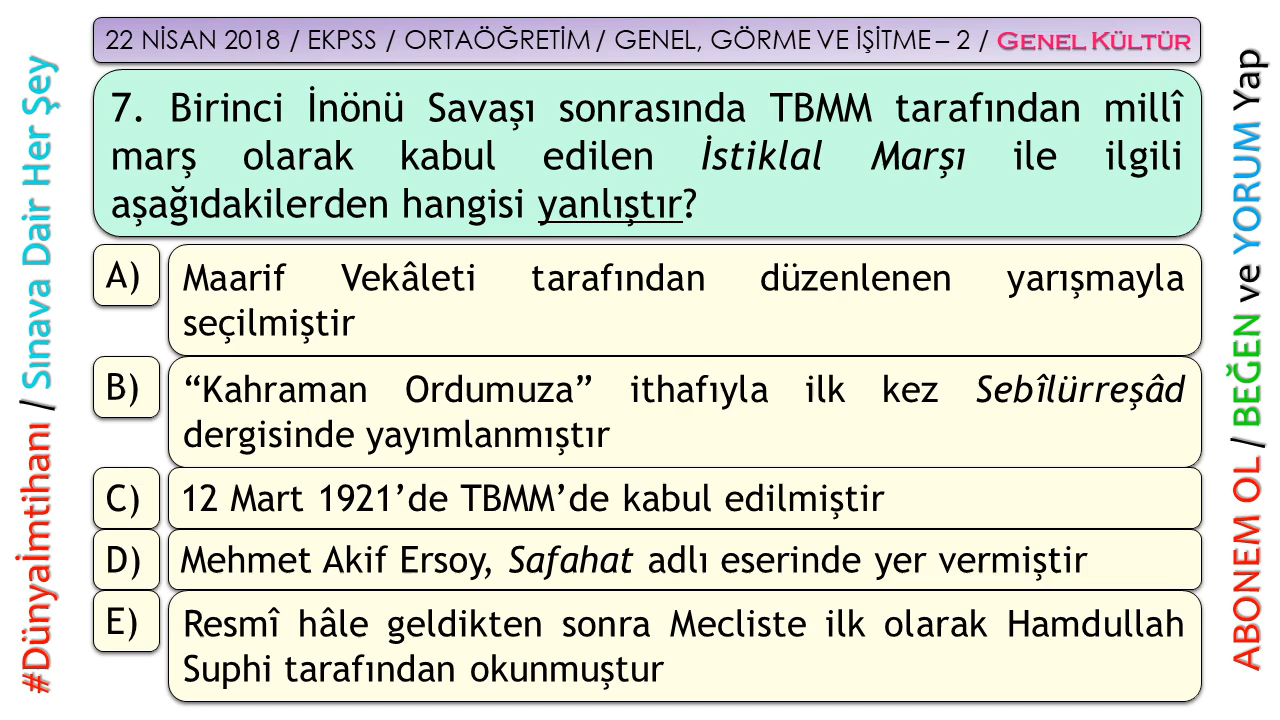 22 NİSAN 2018 / EKPSS / ORTAÖĞRETİM / GENEL, GÖRME VE İŞİTME – 2 / GENEL KÜLTÜR
7. Birinci İnönü Savaşı sonrasında TBMM tarafından millî
marş olarak kabul edilen İstiklal Marşı ile ilgili
aşağıdakilerden hangisi yanlıştır?
A) Maarif Vekâleti tarafından düzenlenen yarışmayla
seçilmiştir
B) “Kahraman Ordumuza” ithafıyla ilk kez Sebîlürreşâd
dergisinde yayımlanmıştır
C) 12 Mart 1921’de TBMM’de kabul edilmiştir
D) Mehmet Akif Ersoy, Safahat adlı eserinde yer vermiştir
E) Resmî hâle geldikten sonra Mecliste ilk olarak Hamdullah
Suphi tarafından okunmuştur
#Dünyaİmtihanı / Sınava Dair Her Şey
ABONEM OL / BEĞEN ve YORUM Yap